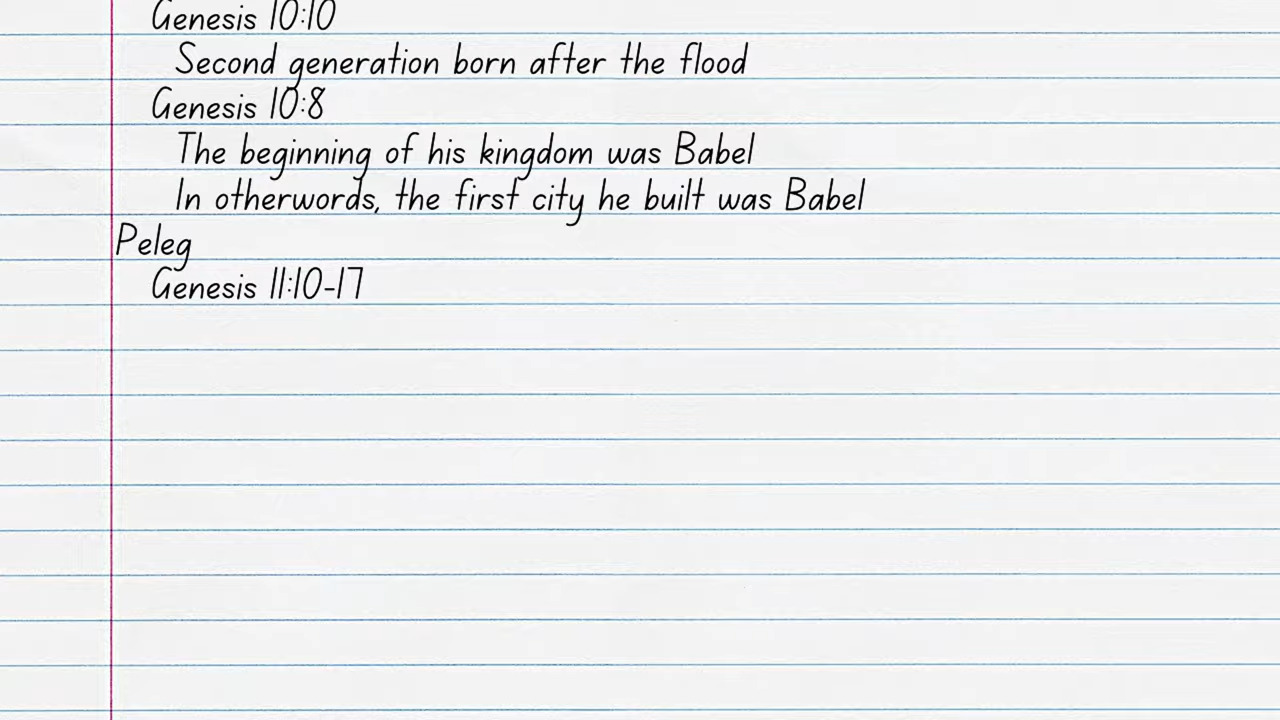 Genesis 10:10
Second generation born after the flood
Genesis 10:8
The beginning of his kingdom was Babel
In otherwords, the first city he built was Babel
Peleg
Genesis 11:10-17